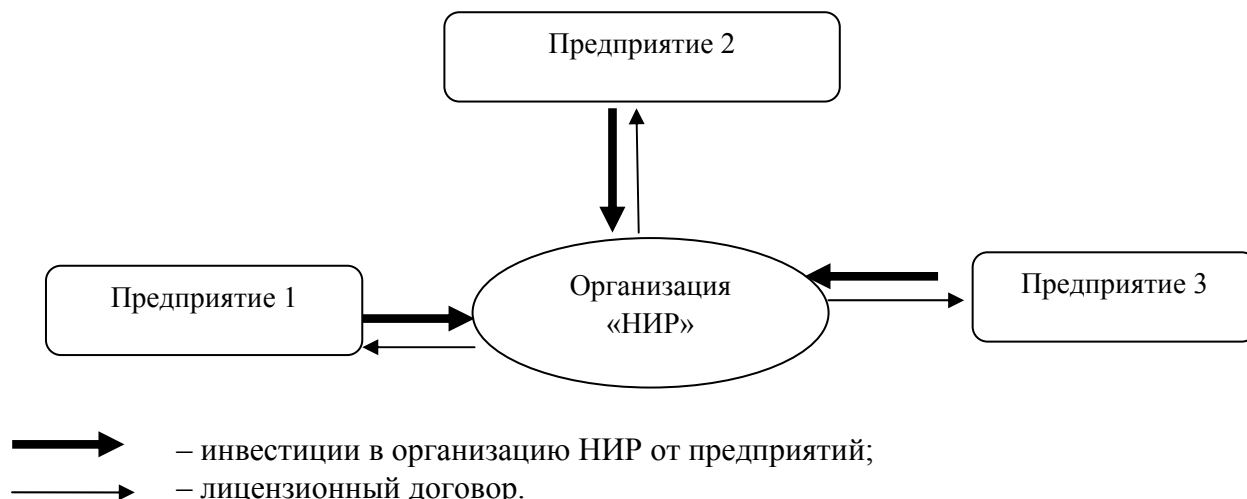 Предприятие 2
Предприятие 1
Организация
«НИР»
Предприятие 3
– инвестиции в организацию НИР от предприятий;
– лицензионный договор.